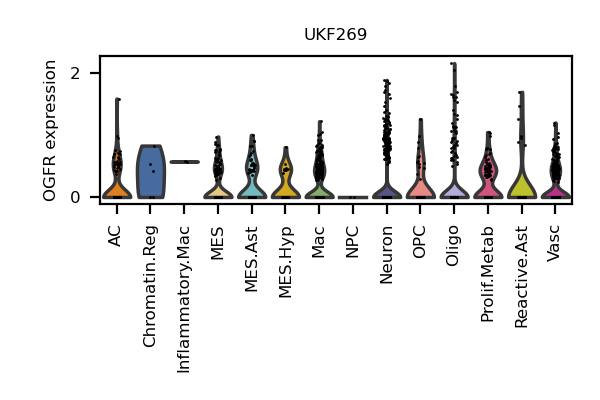 UKF269
OGFR expression
2
0
AC
Chromatin.Reg
Inflammatory.Mac
MES
MES.Ast
MES.Hyp
Mac
NPC
Neuron
OPC
Oligo
Prolif.Metab
Reactive.Ast
Vasc